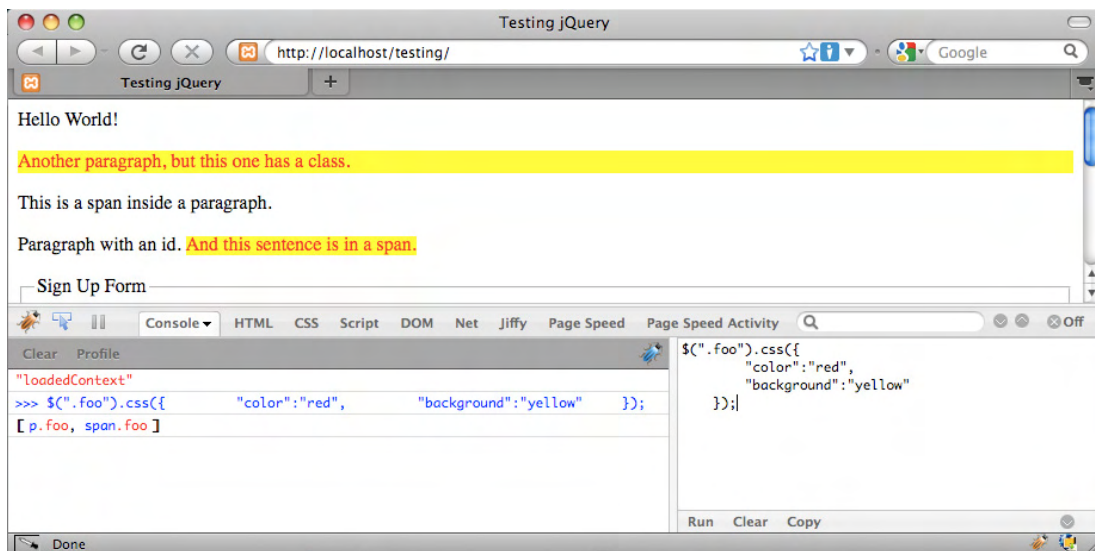 Testing jQuery
http://localhost/testing/
Google
Testing jQuery
+
Hello World!
Another paragraph, but this one has a class.
This is a span inside a paragraph.
Paragraph with an id. And this sentence is in a span.
Sign Up Form
Console HTML CSS Script DOM Net Jiffy Page Speed Page Speed Activity Off
Clear Profile
"loadedContext"
>>> $(".foo").css({ "color":"red", "background":"yellow" });
[ p.foo, span.foo ]
$(".foo").css({
"color":"red",
"background":"yellow"
});
Run Clear Copy
Done